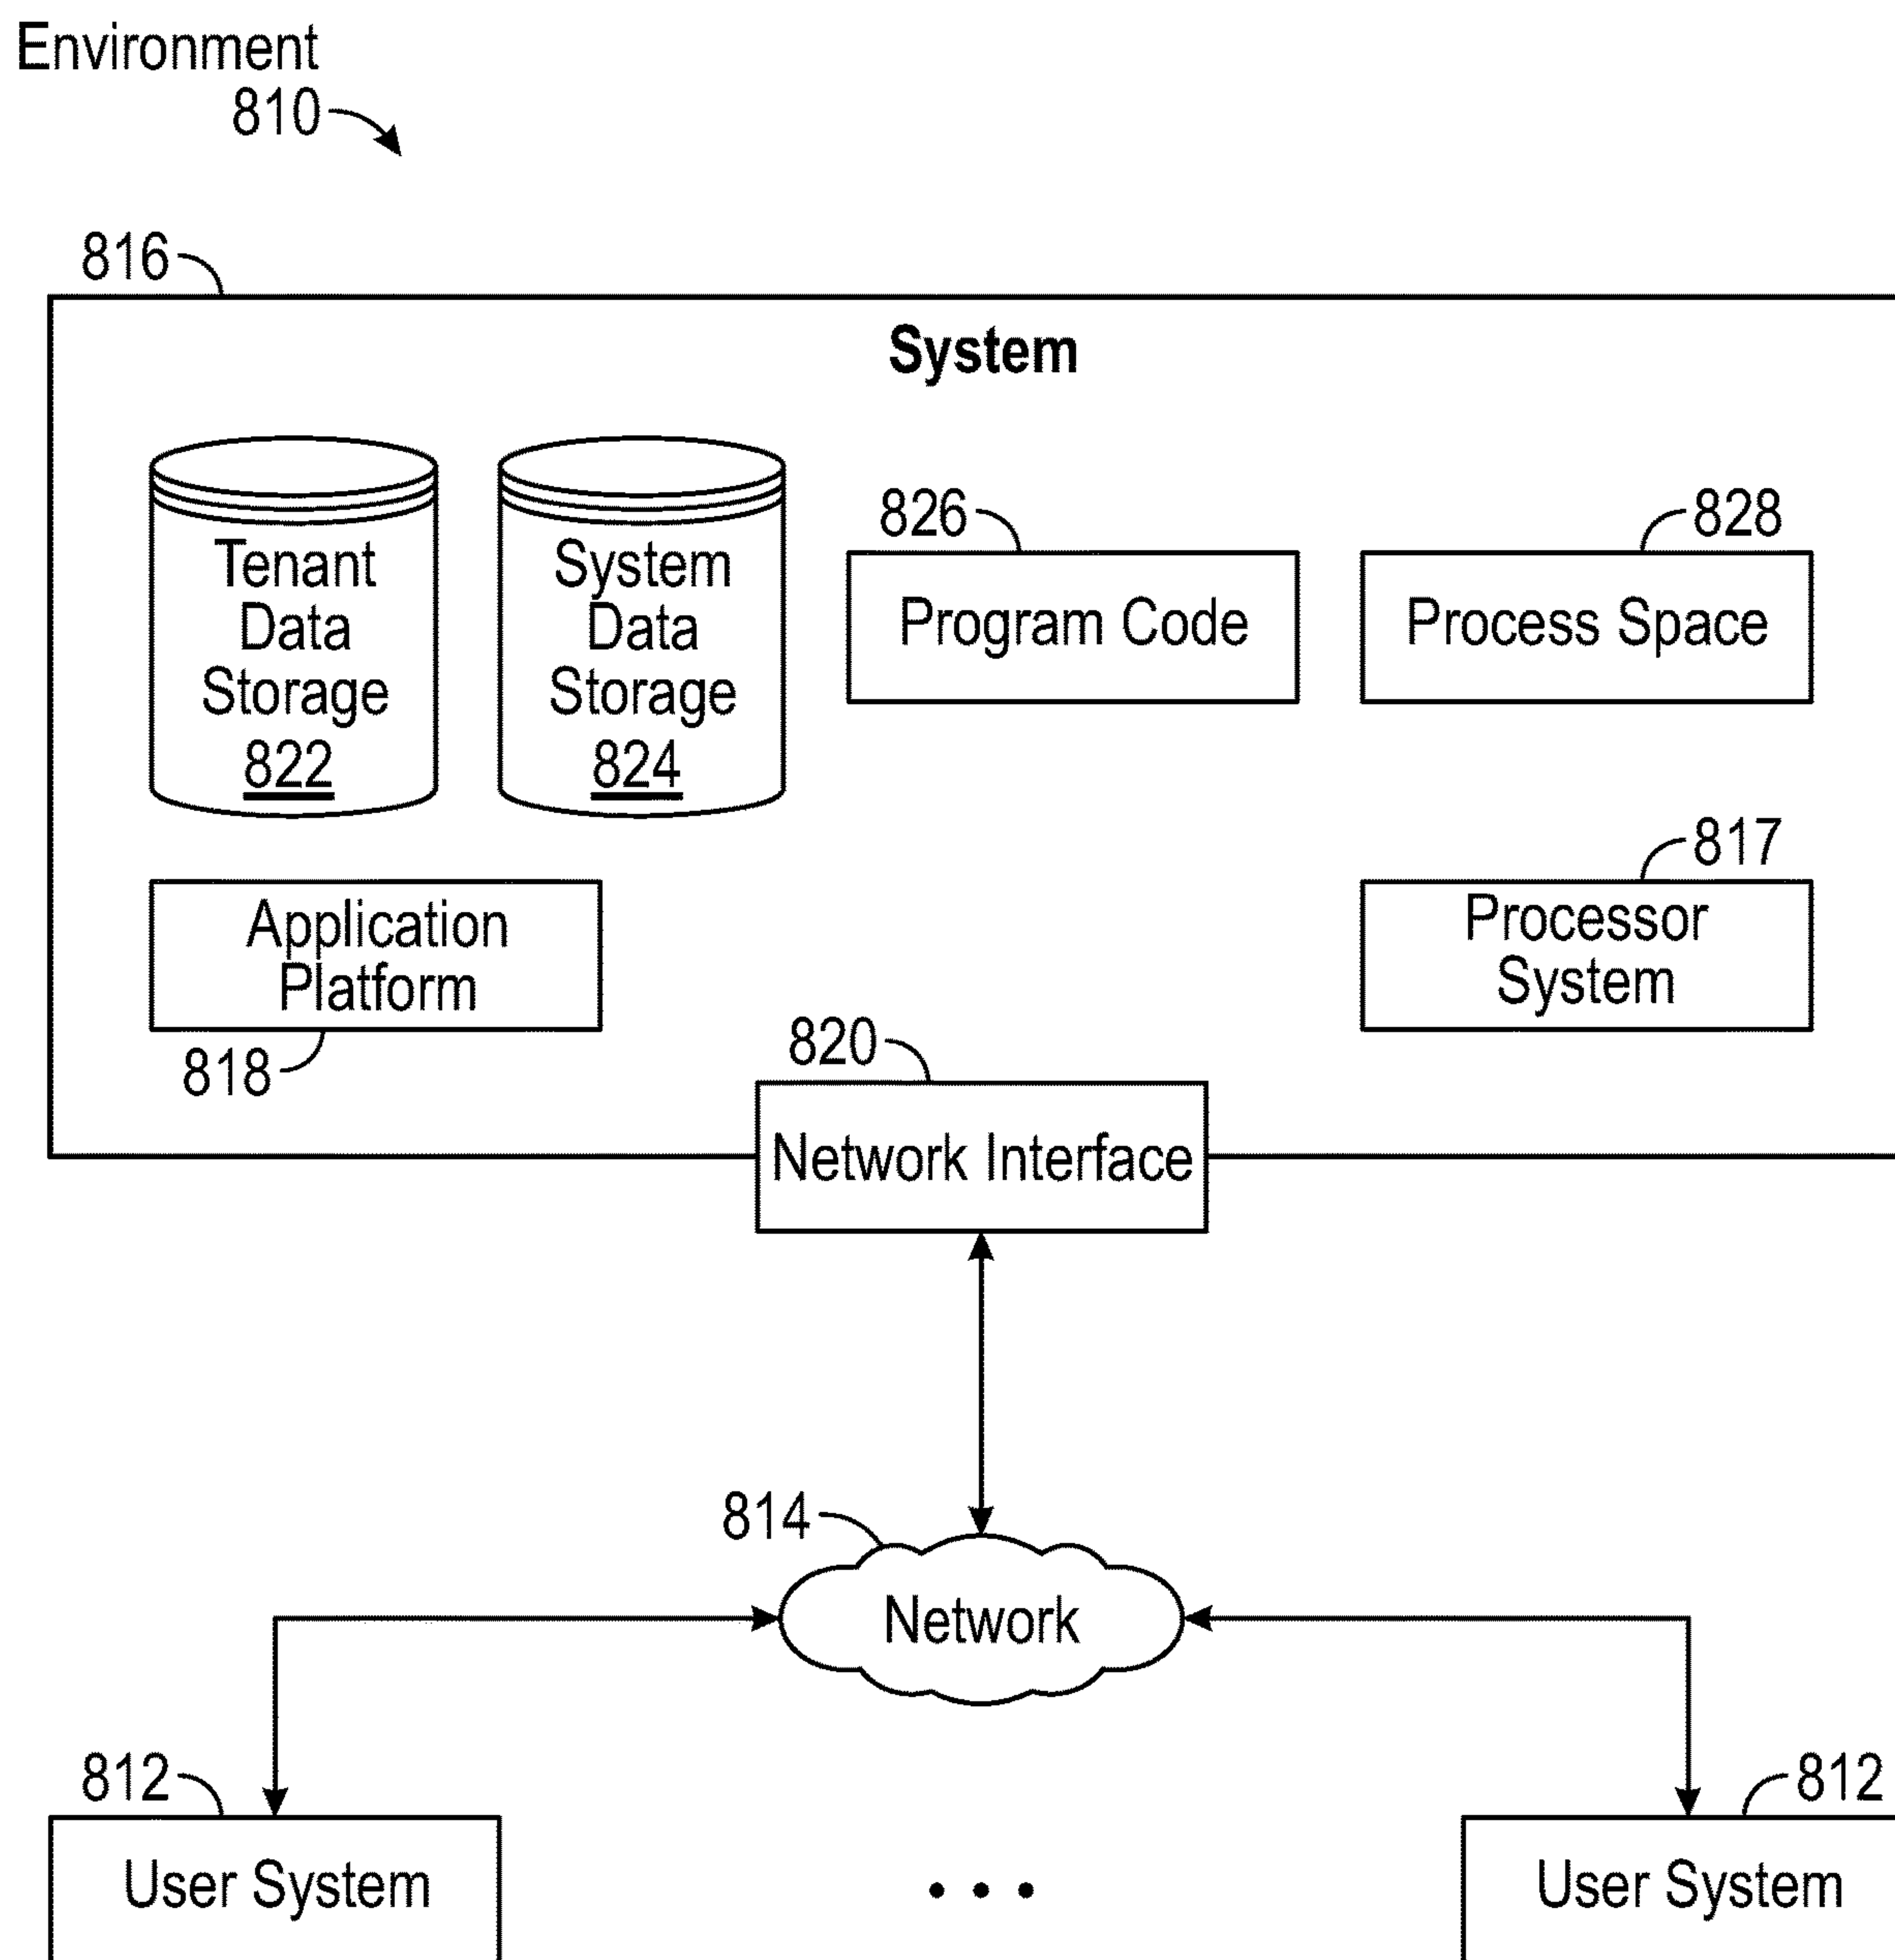 Environment
810
816
System
Tenant
Data
Storage
822
System
Data
Storage
824
826
Program Code
828
Process Space
Application
Platform
818
817
Processor
System
820
Network Interface
814
Network
812
User System
. . .
812
User System